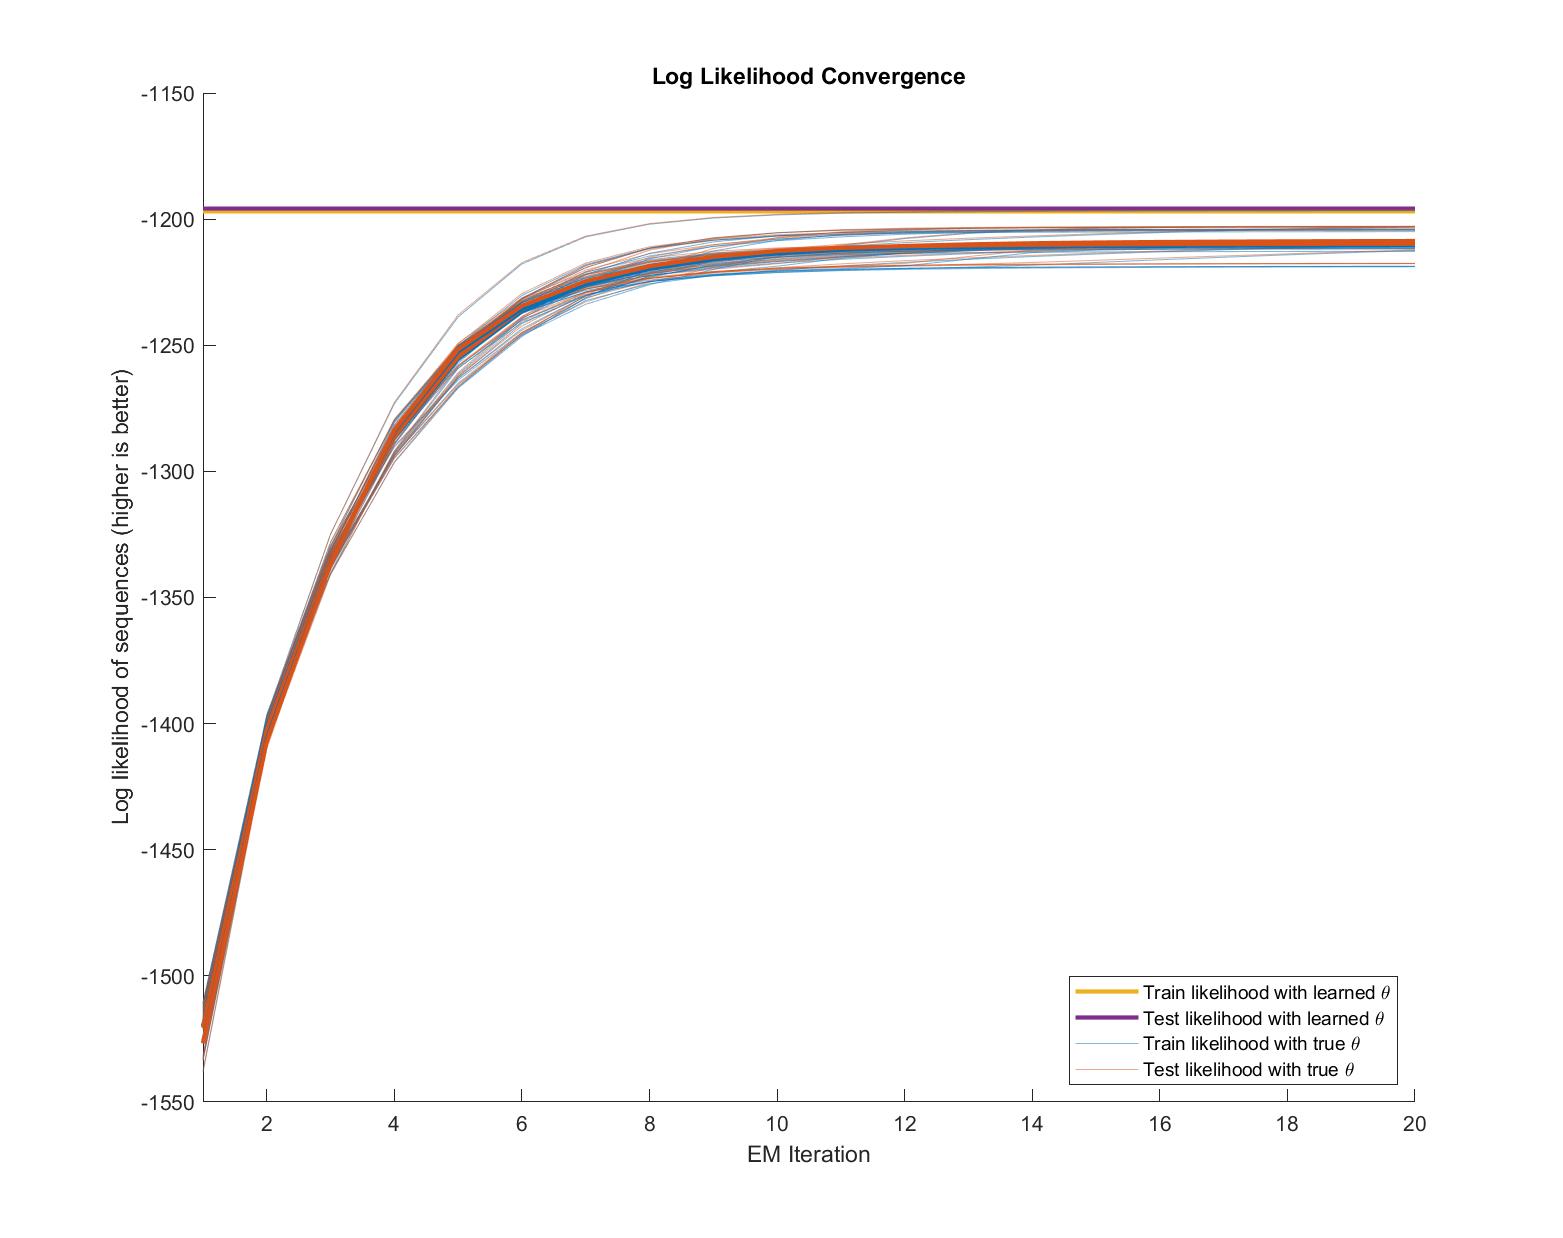 Log Likelihood Convergence
-1150
-1200
-1250
-1300
-1350
-1400
-1450
-1500
-1550
Log likelihood of sequences (higher is better)
Train likelihood with learned θ
Test likelihood with learned θ
Train likelihood with true θ
Test likelihood with true θ
2 4 6 8 10 12 14 16 18 20
EM Iteration